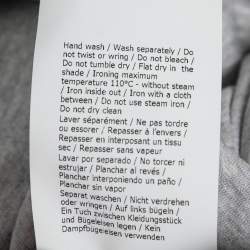 Hand wash / Wash separately / Do
not twist or wring / Do not bleach /
Do not tumble dry / Flat dry in the
shade / Ironing maximum
temperature 110°C - without steam
/ Iron inside out / Iron with a cloth
between / Do not use steam iron /
Do not dry clean
Laver séparément / Ne pas tordre
ou essorer / Repasser à l'envers /
Repasser en intercalant un tissu /
Repasser sans vapeur
Lavar por separado / No torcer ni
escurrir / Planchar al revés /
Planchar interponiendo un paño /
Planchar sin vapor
Separat waschen / Nicht verdrehen
oder wringen / Auf links bügeln /
Ein Tuch zwischen Kleidungsstück
und Bügeleisen legen / Kein
Dampfbügeleisen verwenden